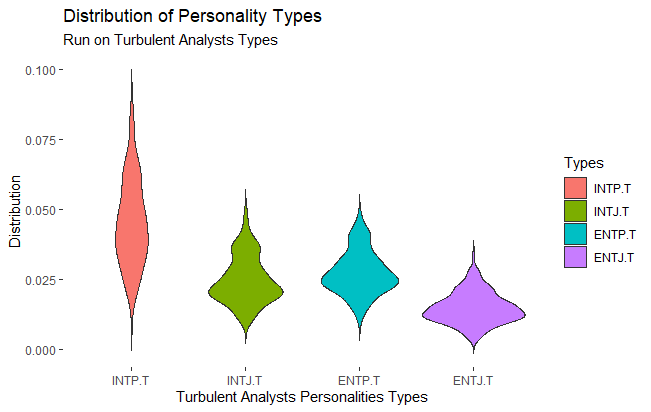 Distribution of Personality Types
Run on Turbulent Analysts Types
Distribution
0.100
0.075
0.050
0.025
0.000
INTP.T
INTJ.T
ENTP.T
ENTJ.T
Turbulent Analysts Personalities Types
Types
INTP.T
INTJ.T
ENTP.T
ENTJ.T